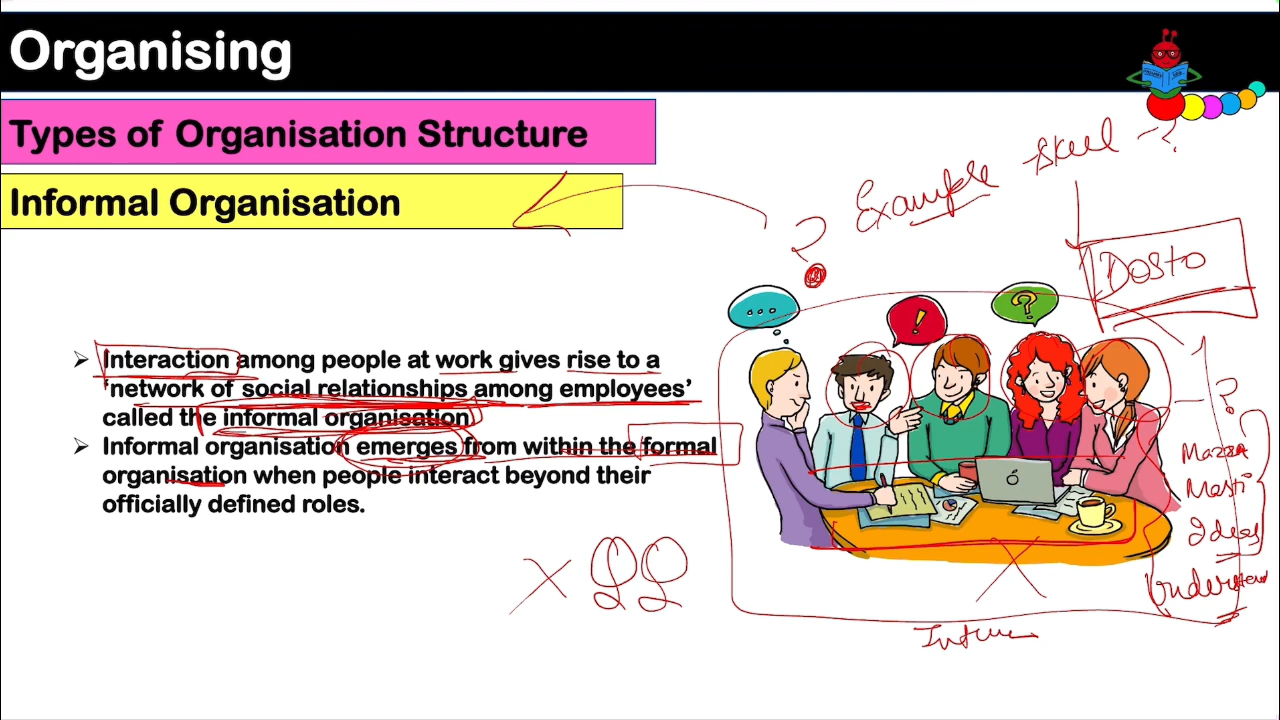 Organising
Types of Organisation Structure
Informal Organisation
Example
Dosto
➢ Interaction among people at work gives rise to a
‘network of social relationships among employees’
called the informal organisation
➢ Informal organisation emerges from within the formal
organisation when people interact beyond their
officially defined roles.
Masti
Ideas